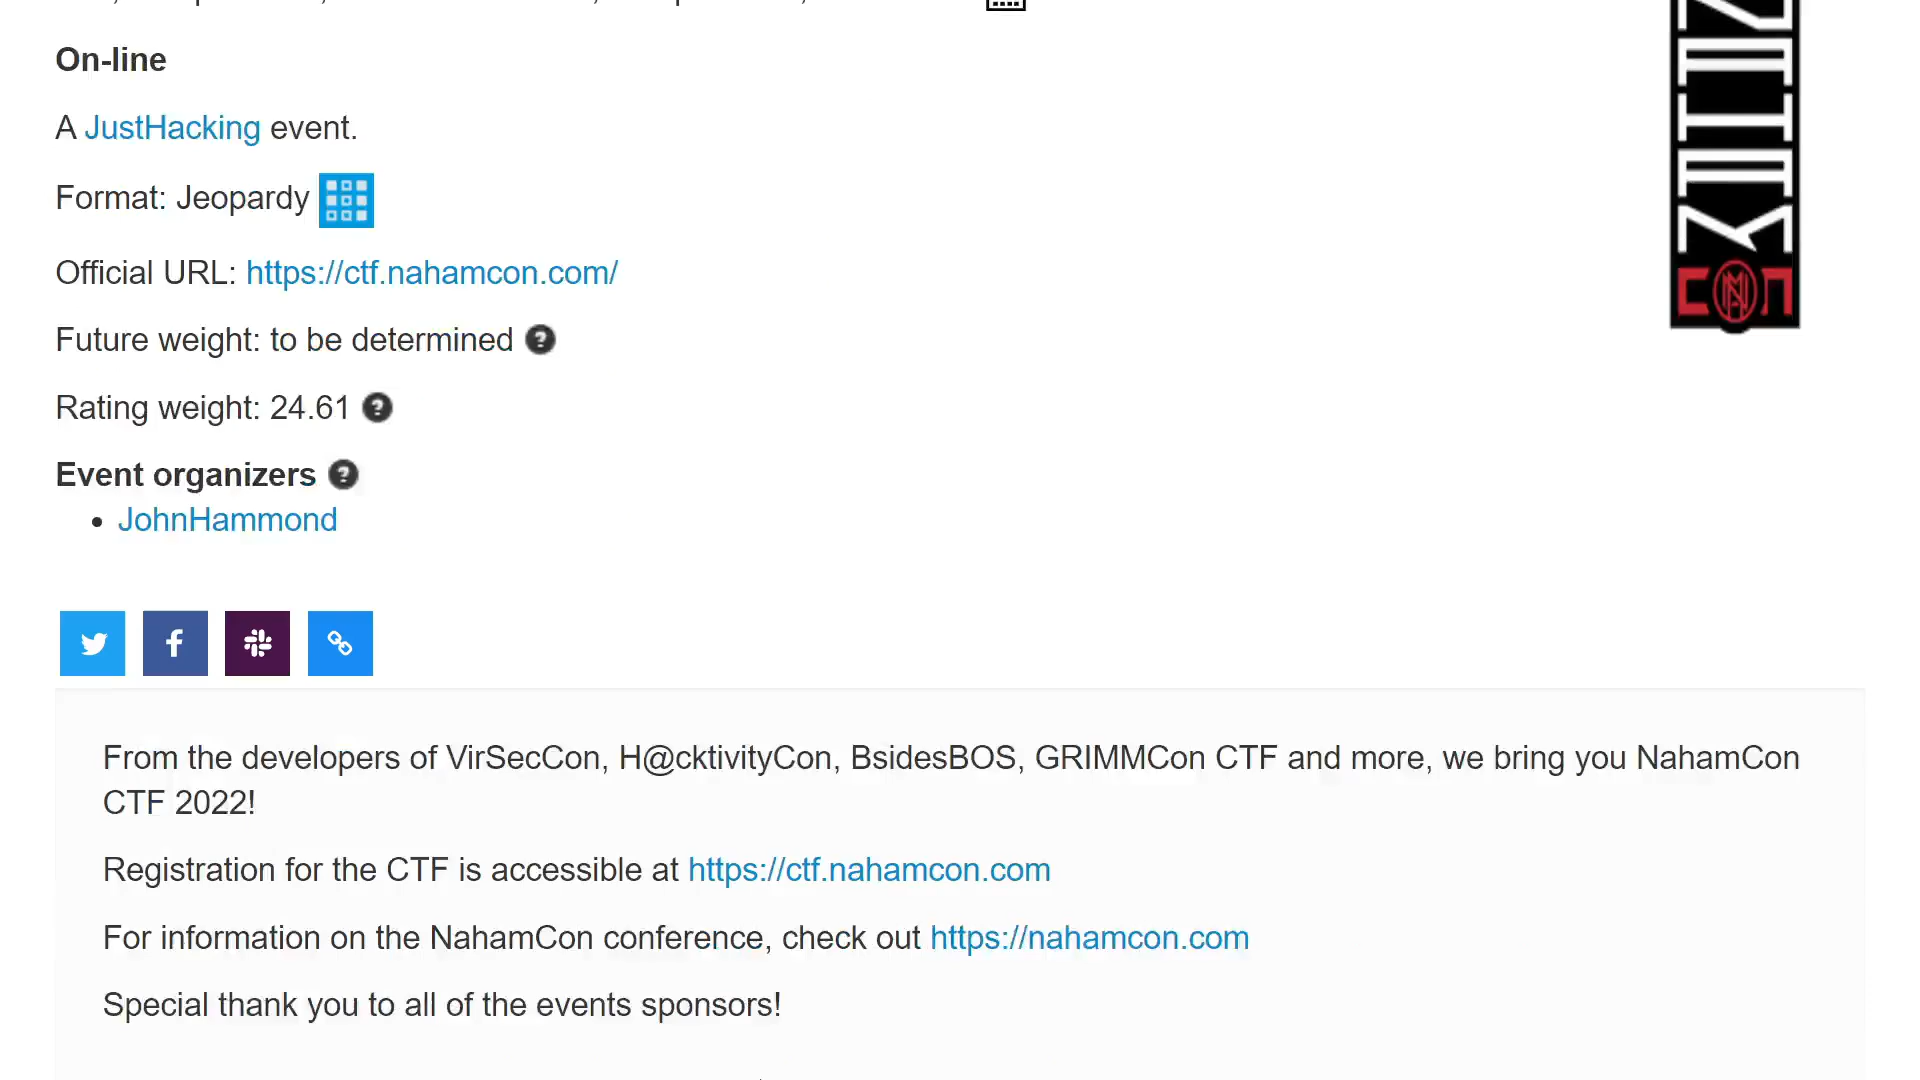 On-line
A JustHacking event.
Format: Jeopardy
Official URL: https://ctf.nahamcon.com/
Future weight: to be determined ?
Rating weight: 24.61 ?
Event organizers ?
• JohnHammond
From the developers of VirSecCon, H@cktivityCon, BsidesBOS, GRIMMCon CTF and more, we bring you NahamCon
CTF 2022!
Registration for the CTF is accessible at https://ctf.nahamcon.com
For information on the NahamCon conference, check out https://nahamcon.com
Special thank you to all of the events sponsors!